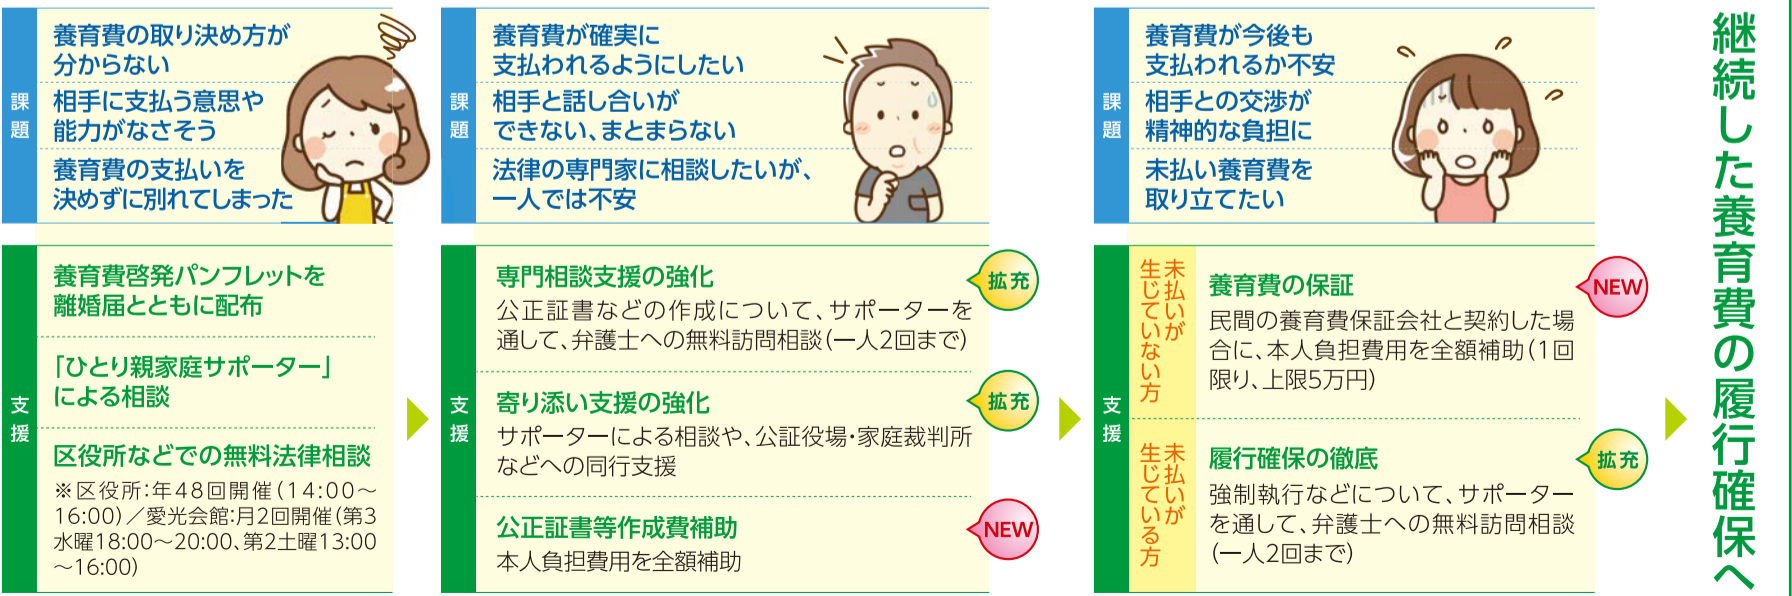 課題
養育費の取り決め方が
分からない
相手に支払う意思や
能力がなさそう
養育費の支払いを
決めずに別れてしまった
支援
養育費啓発パンフレットを
離婚届とともに配布
「ひとり親家庭サポーター」
による相談
区役所などでの無料法律相談
※区役所：年48回開催（14：00～
16:00）／愛光会館：月2回開催（第3
水曜18:00～20:00、第2土曜13:00
～16:00）
課題
養育費が確実に
支払われるようにしたい
相手と話し合いが
できない、まとまらない
法律の専門家に相談したいが、
一人では不安
支援
専門相談支援の強化
拡充
公正証書などの作成について、サポーターを
通して、弁護士への無料訪問相談（一人2回まで）
寄り添い支援の強化
拡充
サポーターによる相談や、公証役場・家庭裁判所
などへの同行支援
公正証書等作成費補助
NEW
本人負担費用を全額補助
課題
養育費が今後も
支払われるか不安
相手との交渉が
精神的な負担に
未払い養育費を
取り立てたい
支援
未払いが
生じていない方
養育費の保証
NEW
民間の養育費保証会社と契約した場
合に、本人負担費用を全額補助（1回
限り、上限5万円）
未払いが
生じている方
履行確保の徹底
拡充
強制執行などについて、サポーター
を通して、弁護士への無料訪問相談
（一人2回まで）
継続した養育費の履行確保へ